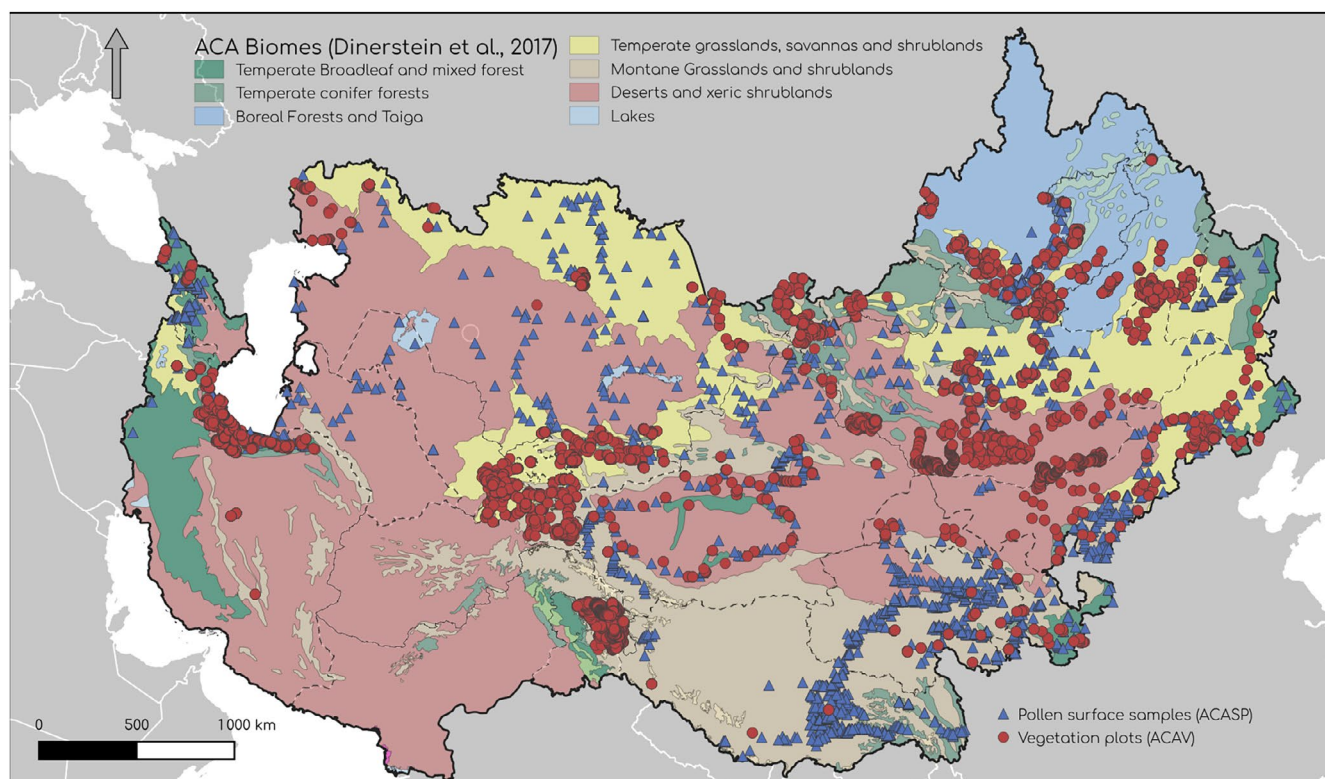 ACA Biomes (Dinerstein et al., 2017)
Temperate Broadleaf and mixed forest
Temperate conifer forests
Boreal Forests and Taiga
Temperate grasslands, savannas and shrublands
Montane Grasslands and shrublands
Deserts and xeric shrublands
Lakes
0 500 1000 km
Pollen surface samples (ACASP)
Vegetation plots (ACAV)